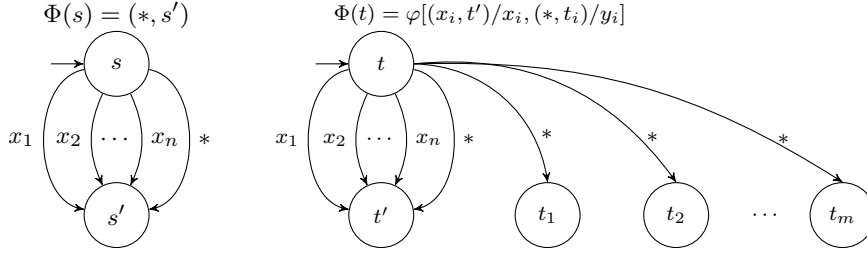 Φ(s) = (∗, s′)
Φ(t) = φ[(x_i, t′)/x_i, (∗, t_i)/y_i]
s
t
x_1 x_2 ⋯ x_n ∗
x_1 x_2 ⋯ x_n ∗ ∗ ∗ ∗
s′
t′
t_1
t_2
⋯
t_m